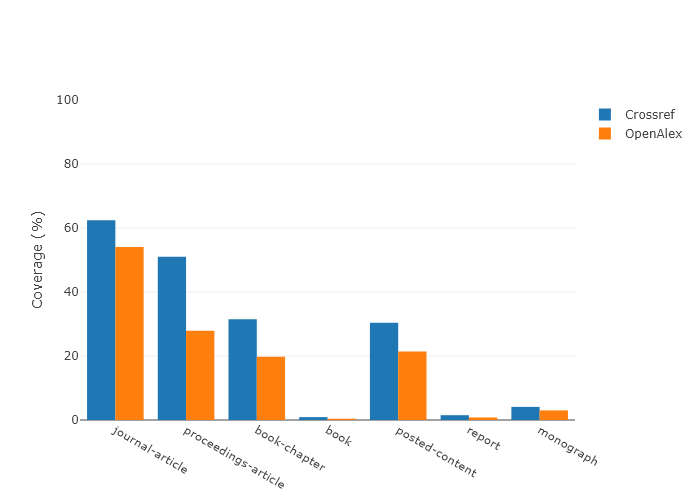 100
80
60
40
20
0
Coverage (%)
journal-article
proceedings-article
book-chapter
book
posted-content
report
monograph
Crossref
OpenAlex